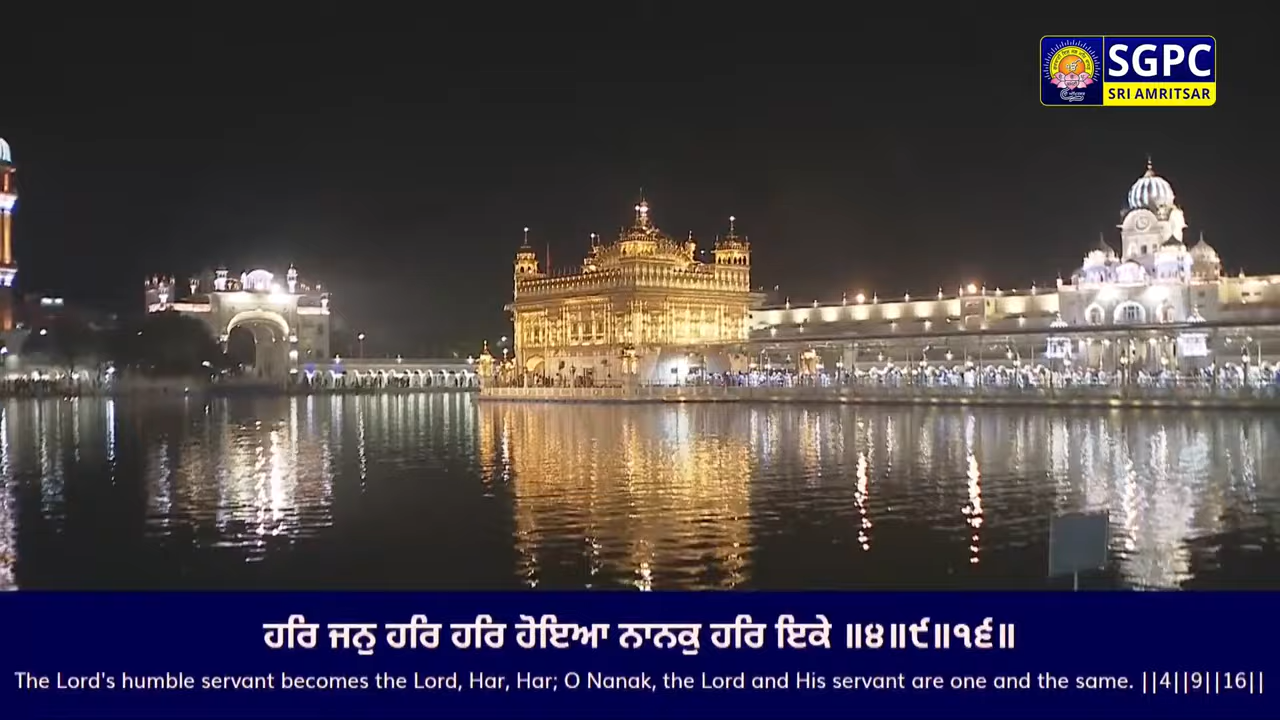 SGPC
SRI AMRITSAR
ਹਰਿ ਜਨੁ ਹਰਿ ਹਰਿ ਹੋਇਆ ਨਾਨਕੁ ਹਰਿ ਇਕੇ ॥੪॥੯॥੧੬॥
The Lord's humble servant becomes the Lord, Har, Har; O Nanak, the Lord and His servant are one and the same. ||4||9||16||